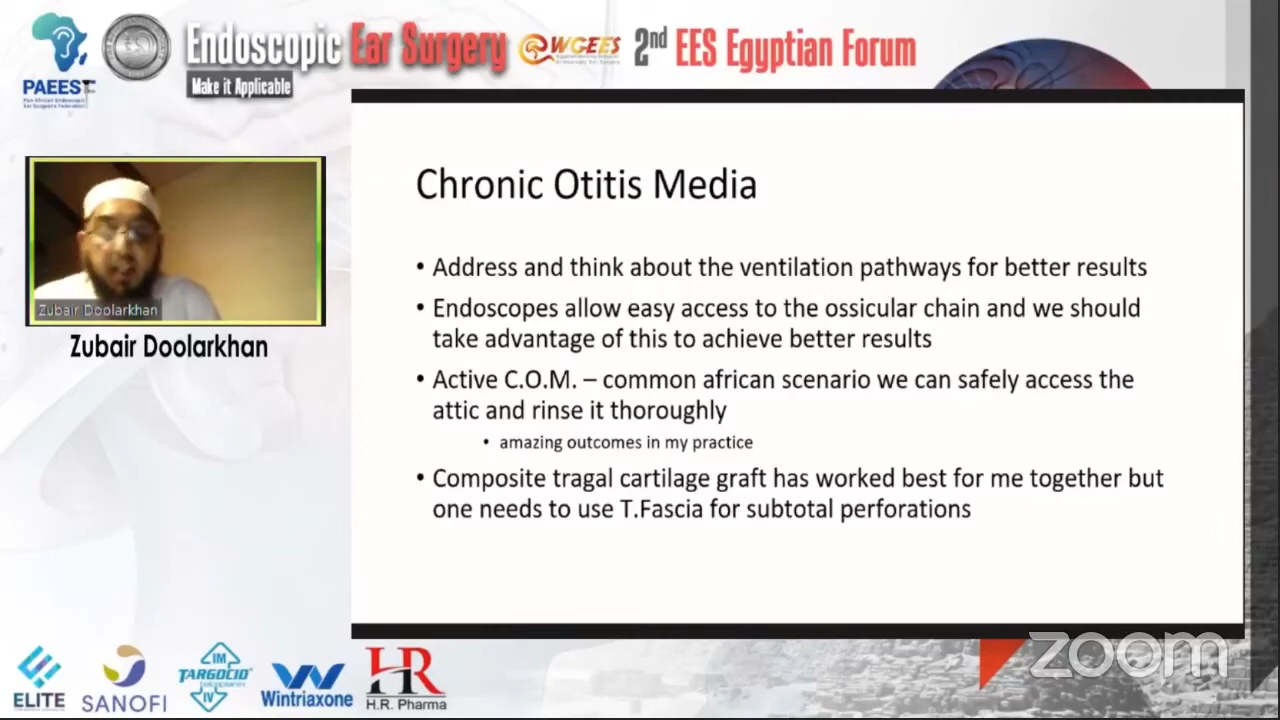 PAEEST
Endoscopic Ear Surgery
Make it Applicable
WGEES
2nd EES Egyptian Forum
Chronic Otitis Media
• Address and think about the ventilation pathways for better results
• Endoscopes allow easy access to the ossicular chain and we should
take advantage of this to achieve better results
• Active C.O.M. – common african scenario we can safely access the
attic and rinse it thoroughly
• amazing outcomes in my practice
• Composite tragal cartilage graft has worked best for me together but
one needs to use T.Fascia for subtotal perforations
Zubair Doolarkhan
Zubair Doolarkhan
ELITE
SANOFI
IM
TARGOCID
teicoplanin
IV
Wintriaxone
HR
H.R. Pharma
zoom